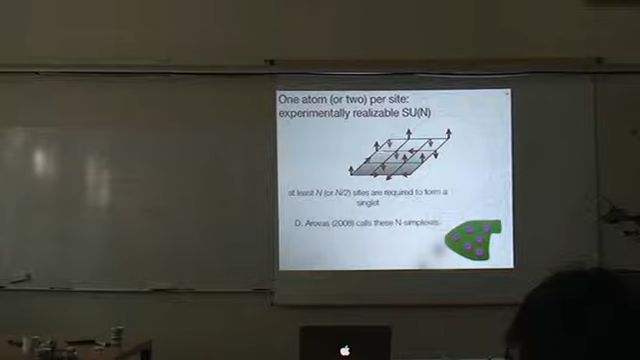 One atom (or two) per site:
experimentally realizable SU(N)
at least N (or N/2) sites are required to form a
singlet
D. Arovas (2008) calls these N-simplexes.